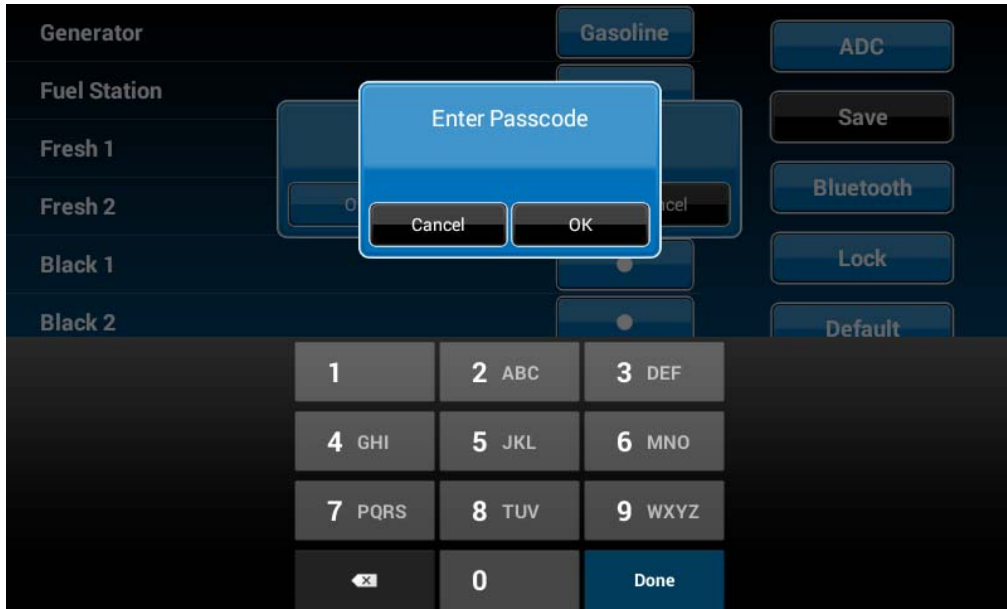 Generator Gasoline ADC
Fuel Station
Enter Passcode
Save
Fresh 1
Bluetooth
Fresh 2
Cancel OK
Black 1
Lock
Black 2
Default
1 2 ABC 3 DEF
4 GHI 5 JKL 6 MNO
7 PQRS 8 TUV 9 WXYZ
0 Done